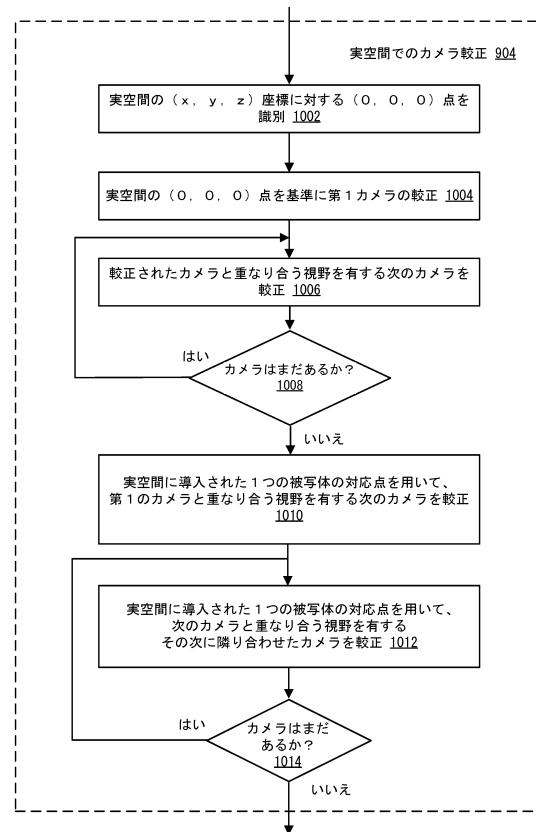 実空間でのカメラ較正 904
実空間の（x，y，z）座標に対する（0，0，0）点を
識別 1002
実空間の（0，0，0）点を基準に第1カメラの較正 1004
較正されたカメラと重なり合う視野を有する次のカメラを
較正 1006
はい
カメラはまだあるか？
1008
いいえ
実空間に導入された1つの被写体の対応点を用いて、
第1のカメラと重なり合う視野を有する次のカメラを較正
1010
実空間に導入された1つの被写体の対応点を用いて、
次のカメラと重なり合う視野を有する
その次に隣り合わせたカメラを較正 1012
はい
カメラはまだ
あるか？
1014
いいえ